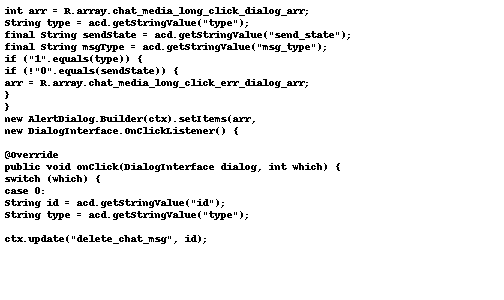 int arr = R.array.chat_media_long_click_dialog_arr;
String type = acd.getStringValue("type");
final String sendState = acd.getStringValue("send_state");
final String msgType = acd.getStringValue("msg_type");
if ("1".equals(type)) {
if (!"0".equals(sendState)) {
arr = R.array.chat_media_long_click_err_dialog_arr;
}
}
new AlertDialog.Builder(ctx).setItems(arr,
new DialogInterface.OnClickListener() {
@Override
public void onClick(DialogInterface dialog, int which) {
switch (which) {
case 0:
String id = acd.getStringValue("id");
String type = acd.getStringValue("type");
ctx.update("delete_chat_msg", id);